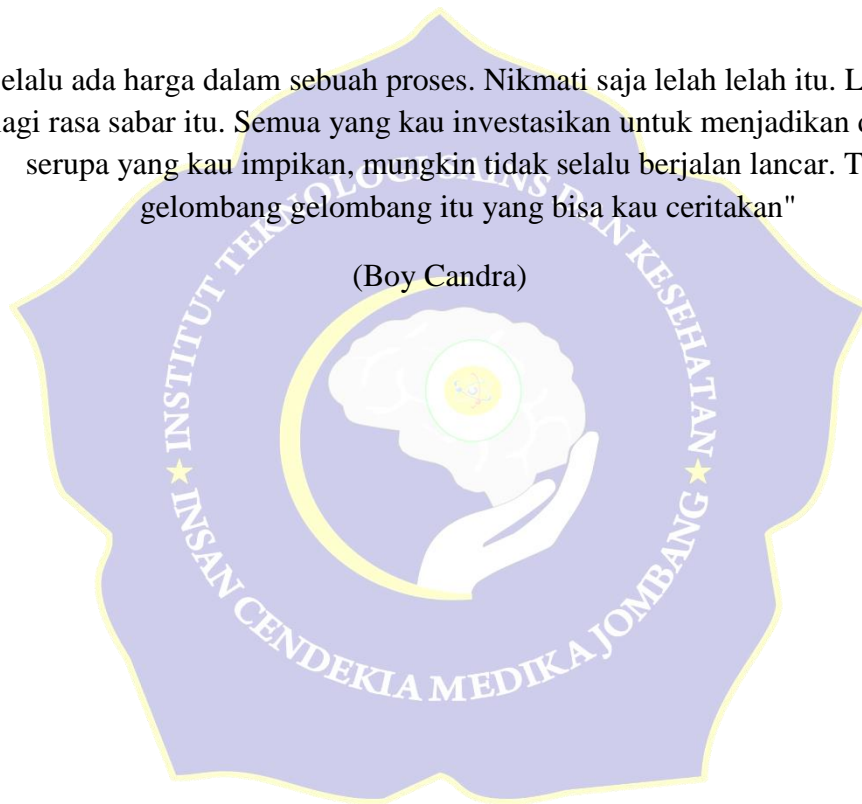 elalu ada harga dalam sebuah proses. Nikmati saja lelah lelah itu. L
lagi rasa sabar itu. Semua yang kau investasikan untuk menjadikan
serupa yang kau impikan, mungkin tidak selalu berjalan lancar. T
gelombang gelombang itu yang bisa kau ceritakan"
(Boy Candra)
INSTITUT TEKNOLOGI SAINS DAN KESEHATAN
INSAN CENDEKIA MEDIKA JOMBANG